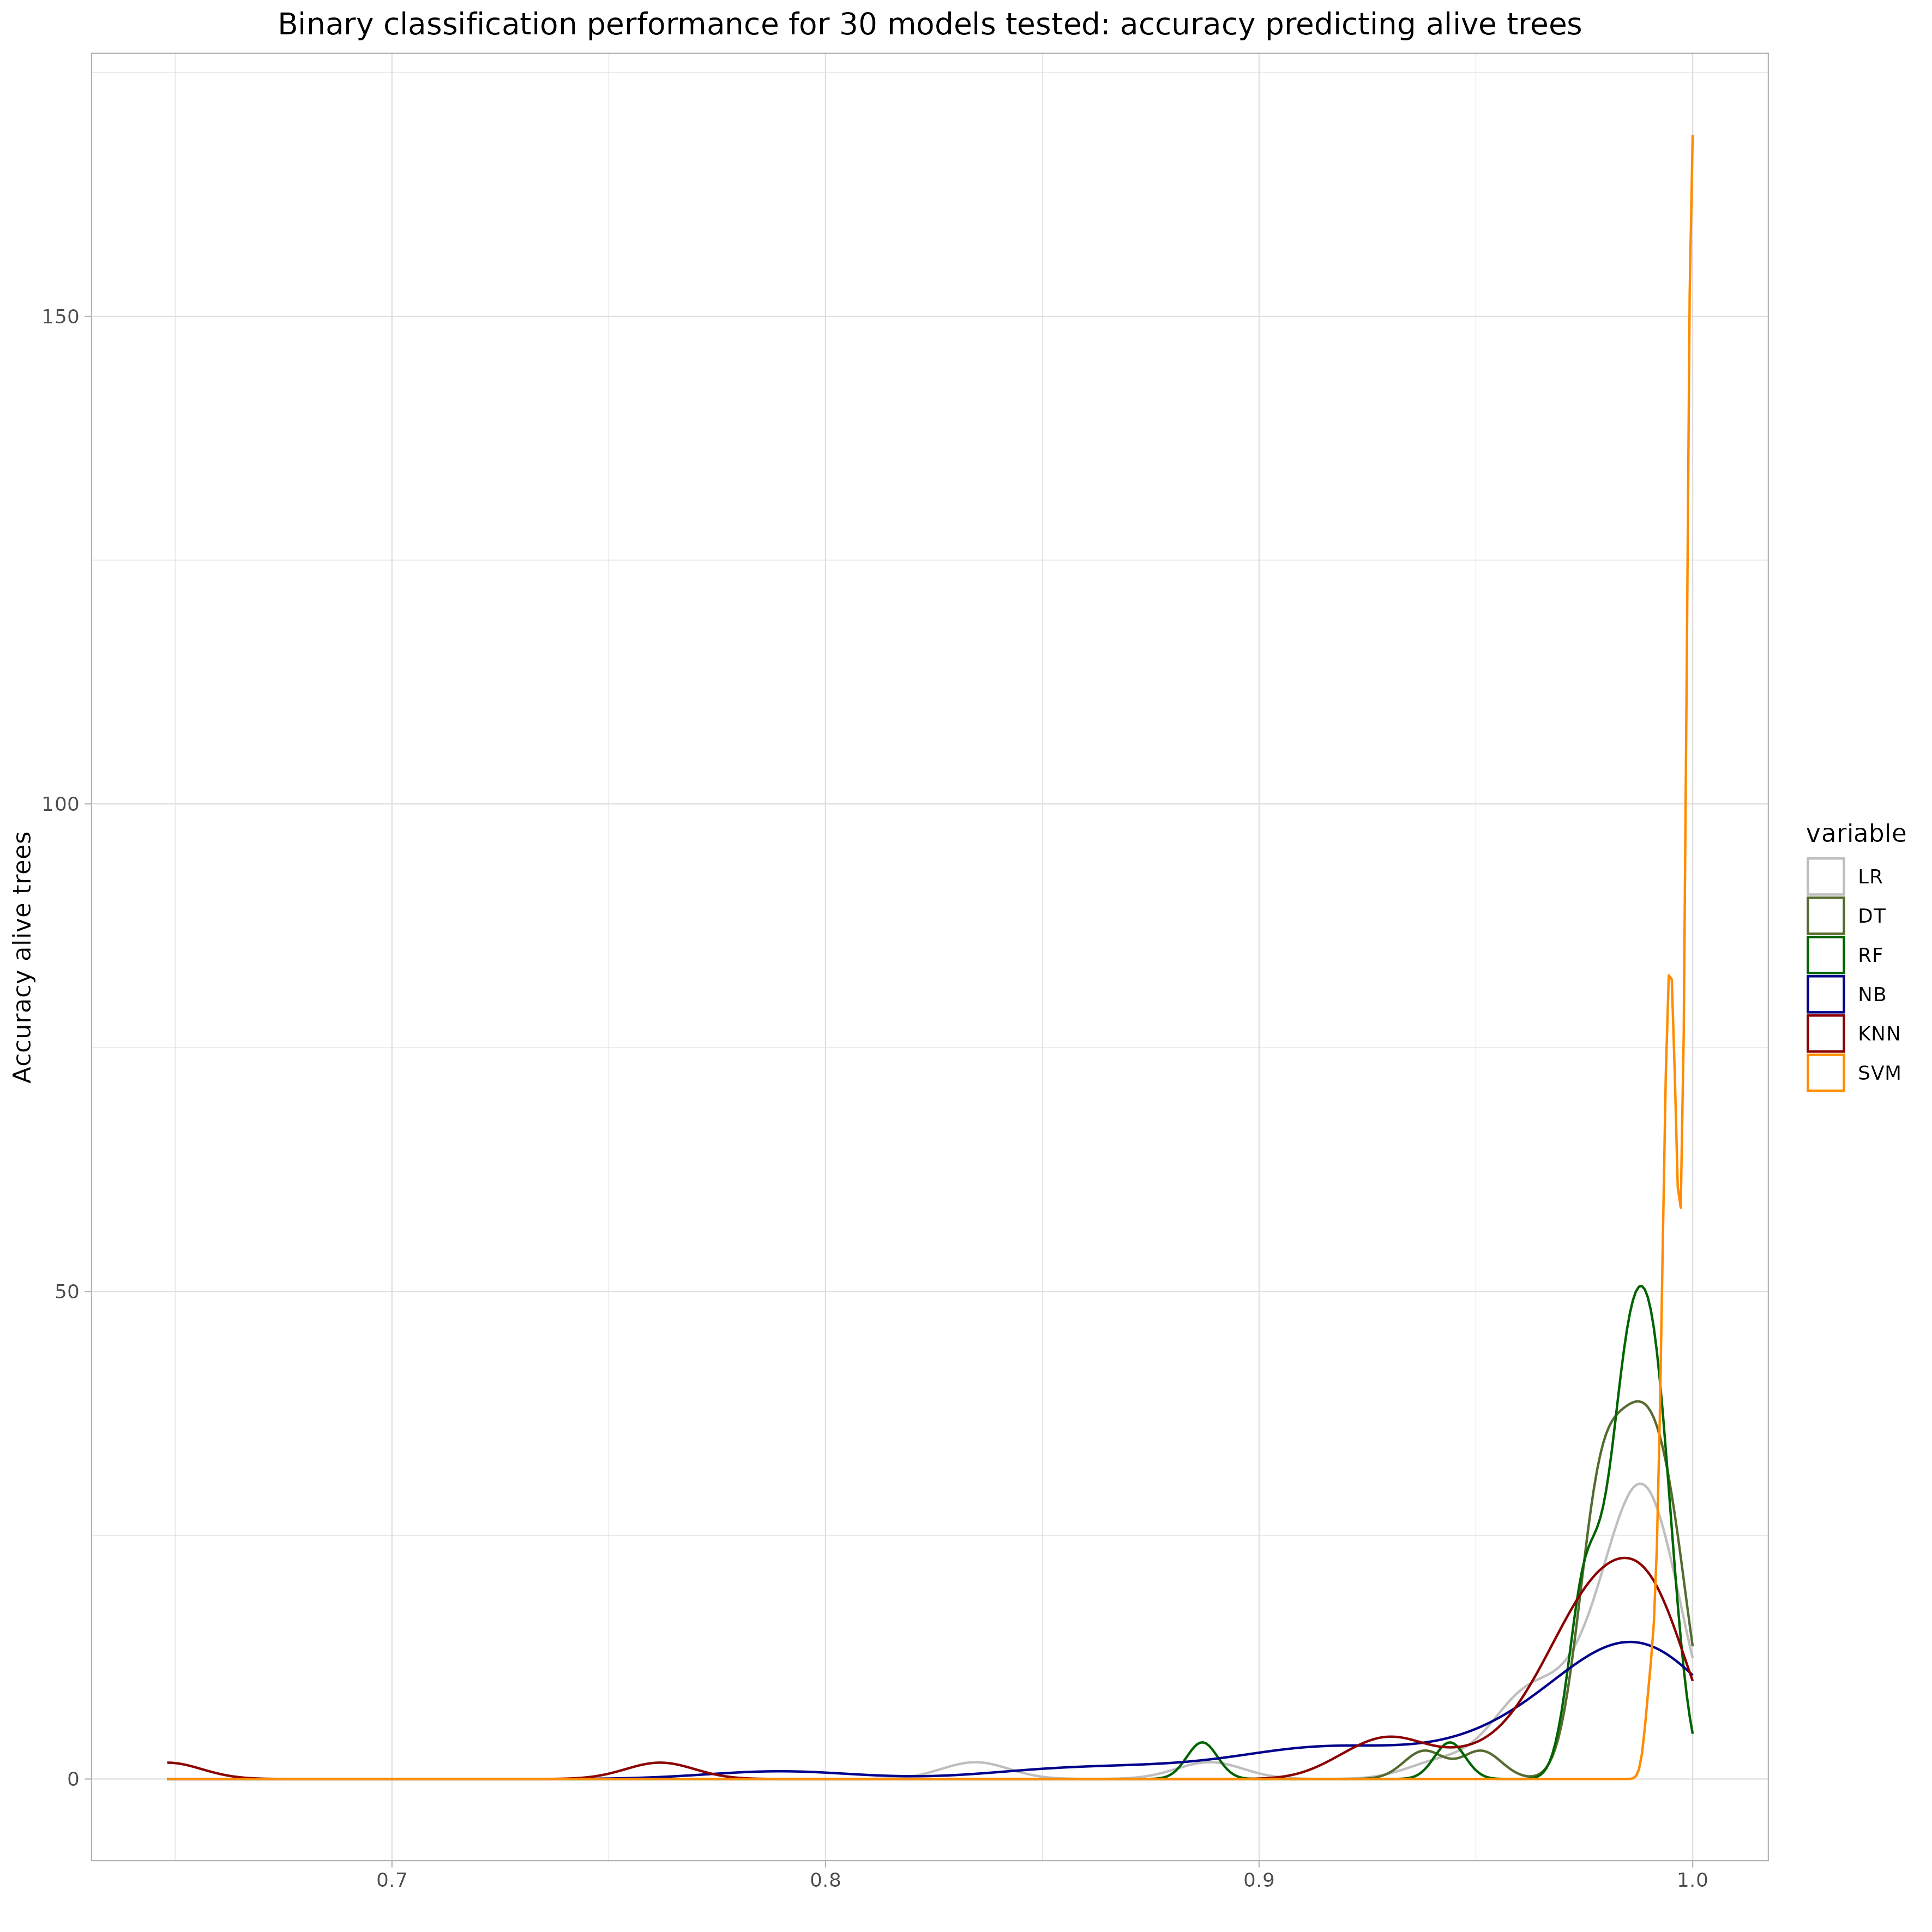 Binary classification performance for 30 models tested: accuracy predicting alive trees
Accuracy alive trees
150
100
50
0
0.7
0.8
0.9
1.0
variable
LR
DT
RF
NB
KNN
SVM